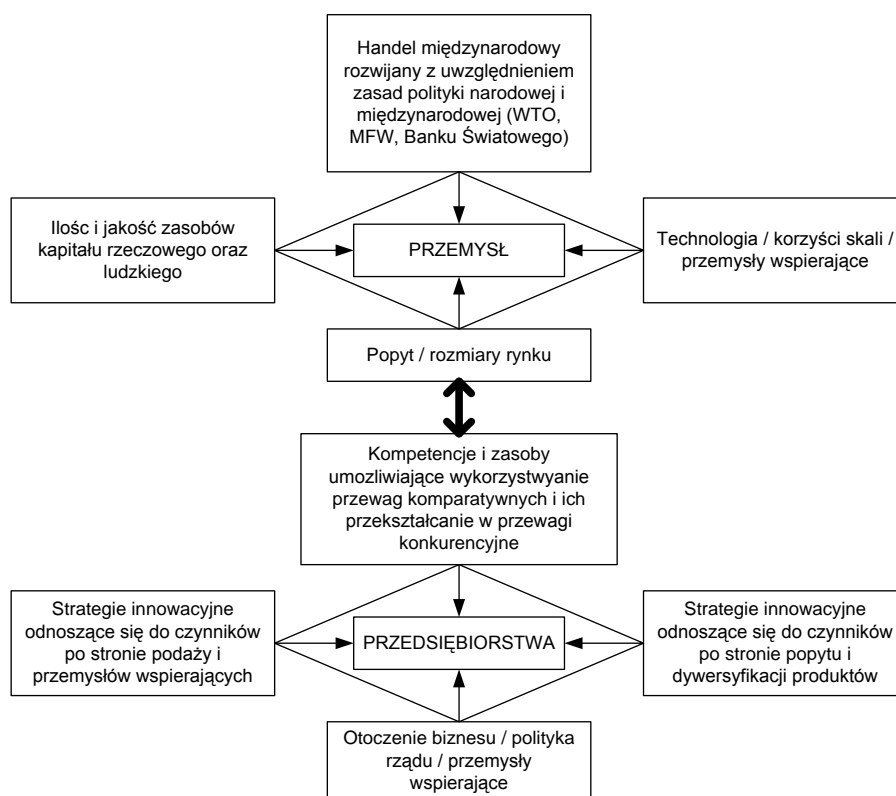 Handel międzynarodowy
rozwijany z uwzględnieniem
zasad polityki narodowej i
międzynarodowej (WTO,
MFW, Banku Światowego)
Ilośc i jakość zasobów
kapitału rzeczowego oraz
ludzkiego
PRZEMYSŁ
Technologia / korzyści skali /
przemysły wspierające
Popyt / rozmiary rynku
Kompetencje i zasoby
umozliwiające wykorzystwyanie
przewag komparatywnych i ich
przekształcanie w przewagi
konkurencyjne
Strategie innowacyjne
odnoszące się do czynników
po stronie podaży i
przemysłów wspierających
PRZEDSIĘBIORSTWA
Strategie innowacyjne
odnoszące się do czynników
po stronie popytu i
dywersyfikacji produktów
Otoczenie biznesu / polityka
rządu / przemysły
wspierające